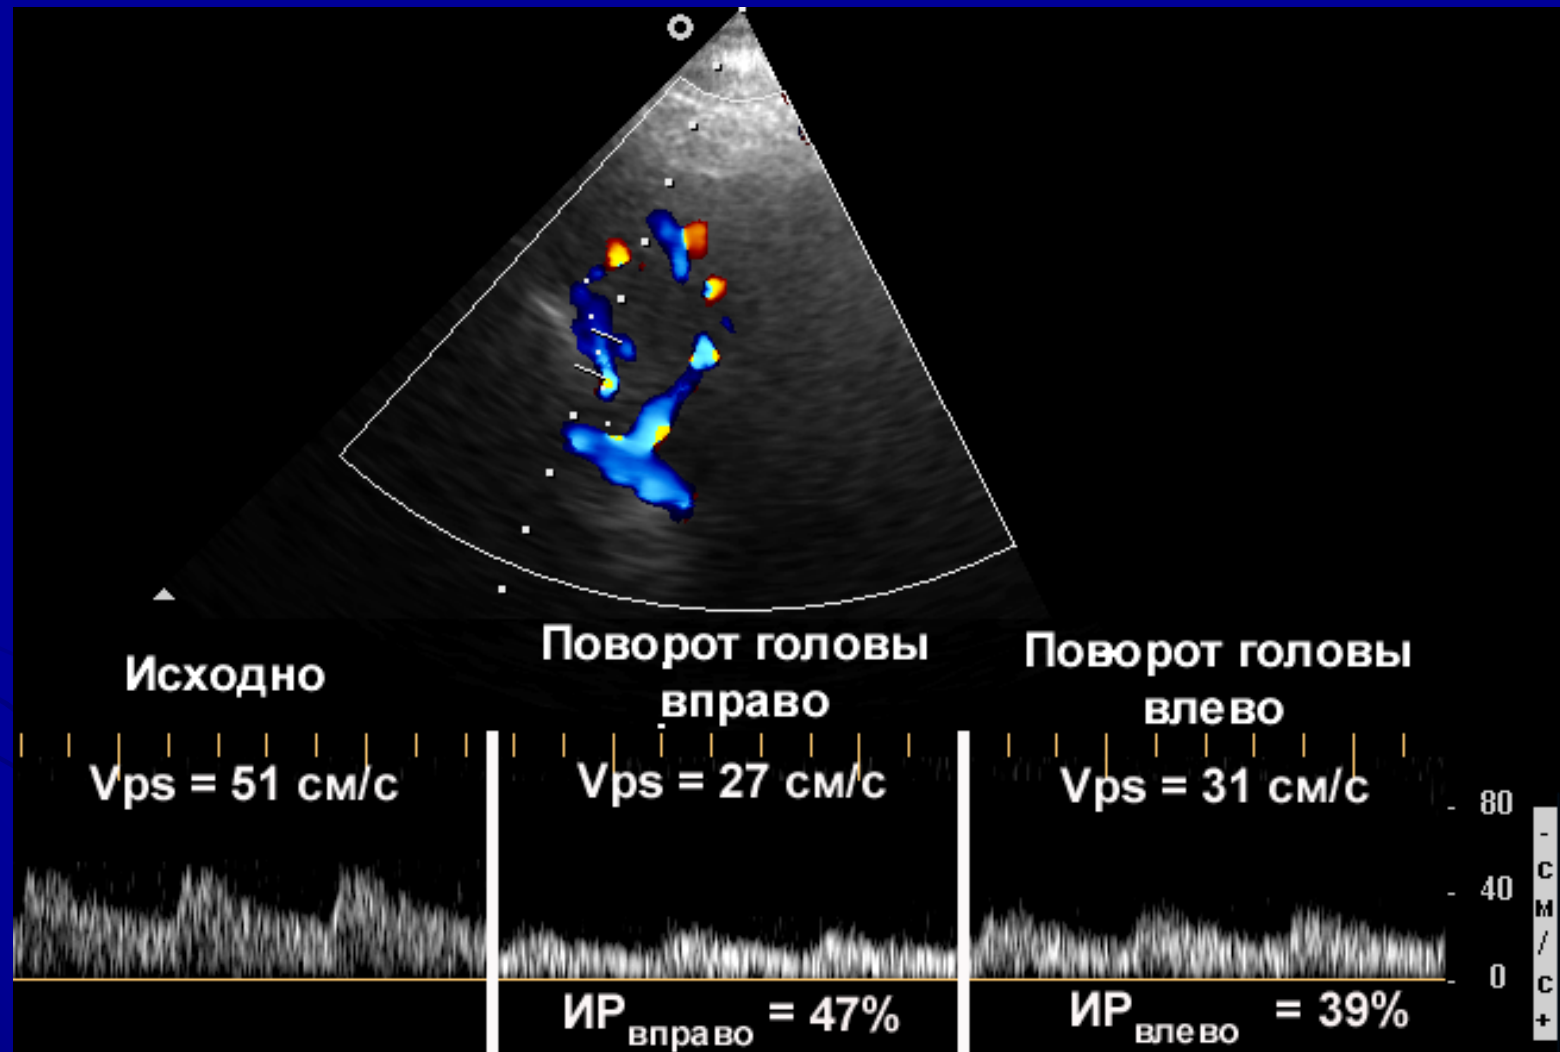 Исходно
Поворот головы
вправо
Поворот головы
влево
Vps = 51 см/с
Vps = 27 см/с
Vps = 31 см/с
80
40
0
- см/с +
ИРвправо = 47%
ИРвлево = 39%